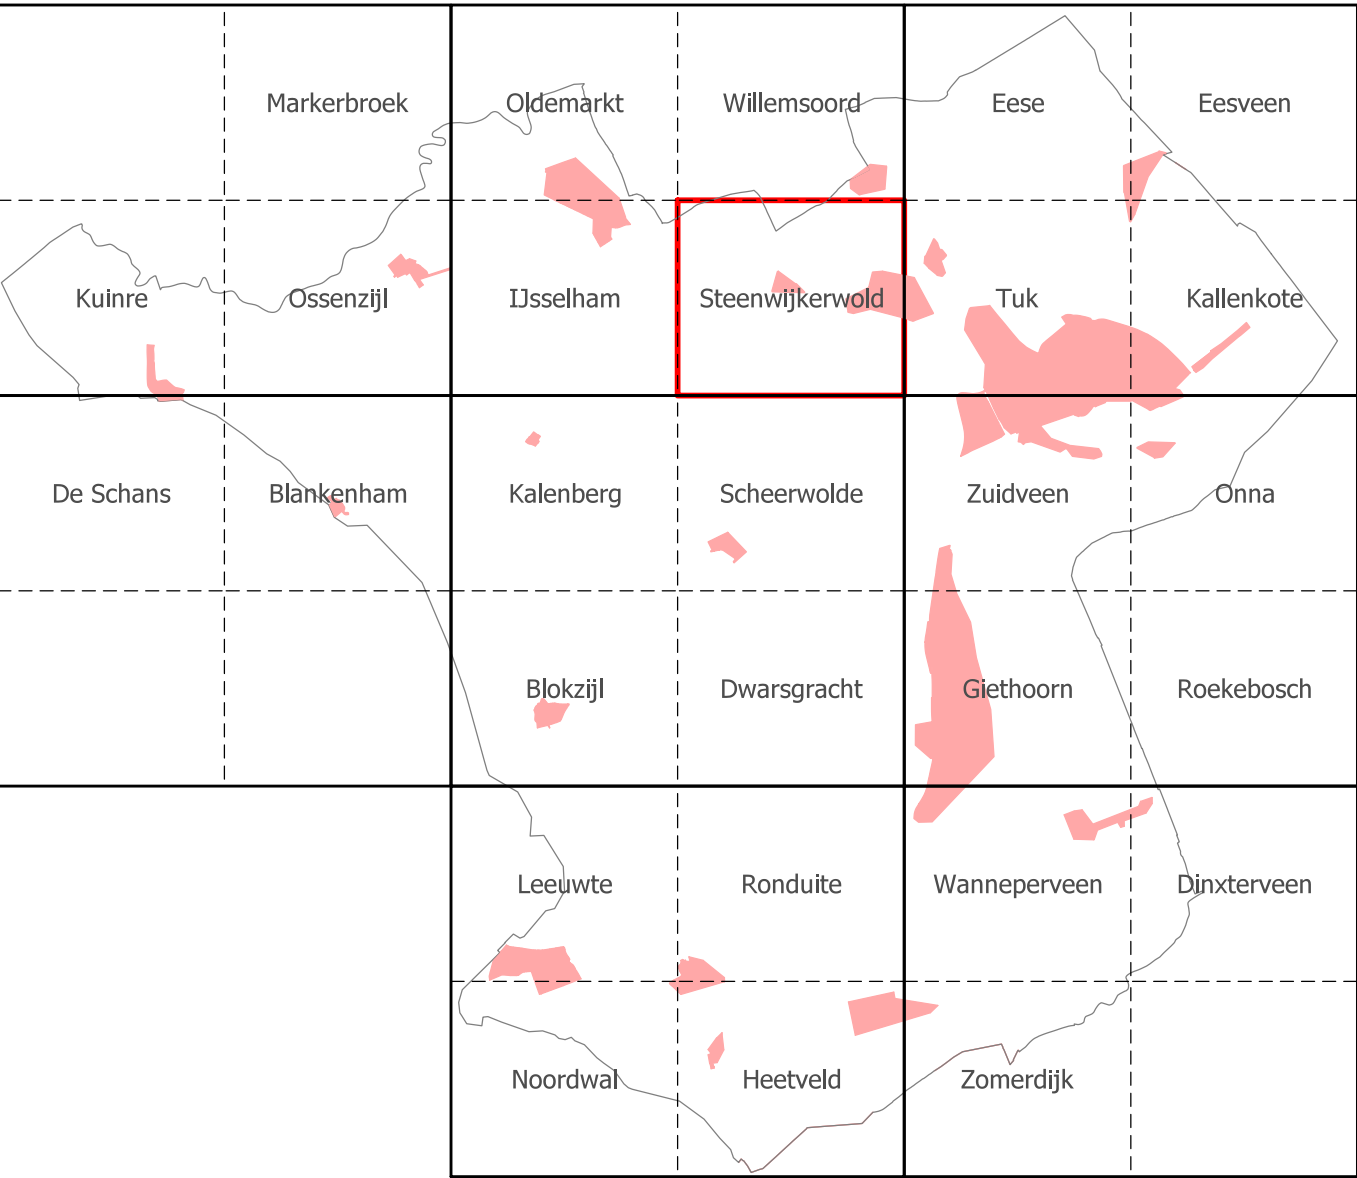 Markerbroek Oldemarkt Willemsoord Eese Eesveen
Kuinre Ossenzijl IJsselham Steenwijkerwold Tuk Kallenkote
De Schans Blankenham Kalenberg Scheerwolde Zuidveen Onna
Blokzijl Dwarsgracht Giethoorn Roekebosch
Leeuwte Ronduite Wanneperveen Dinxterveen
Noordwal Heetveld Zomerdijk